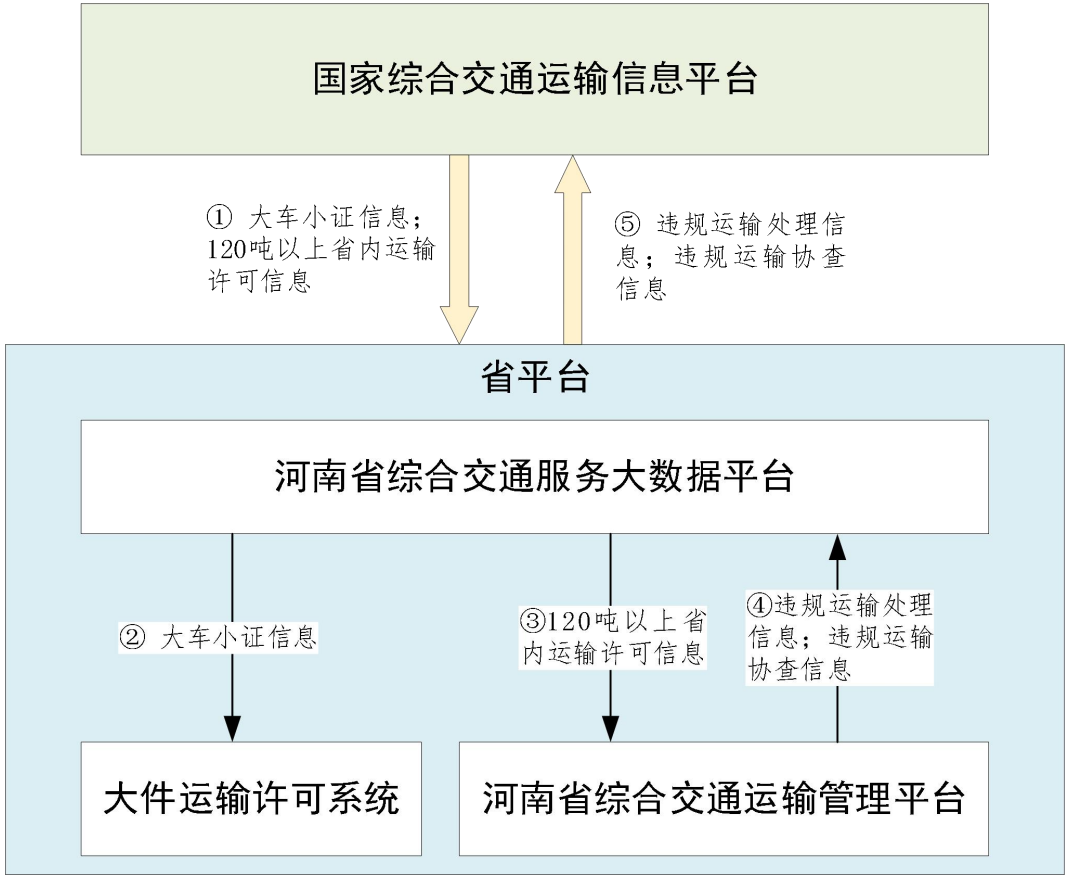 国家综合交通运输信息平台
① 大车小证信息；
120吨以上省内运输
许可信息
⑤ 违规运输处理信
息；违规运输协查
信息
省平台
河南省综合交通服务大数据平台
② 大车小证信息
③120吨以上省
内运输许可信息
④违规运输处理
信息；违规运输
协查信息
大件运输许可系统
河南省综合交通运输管理平台